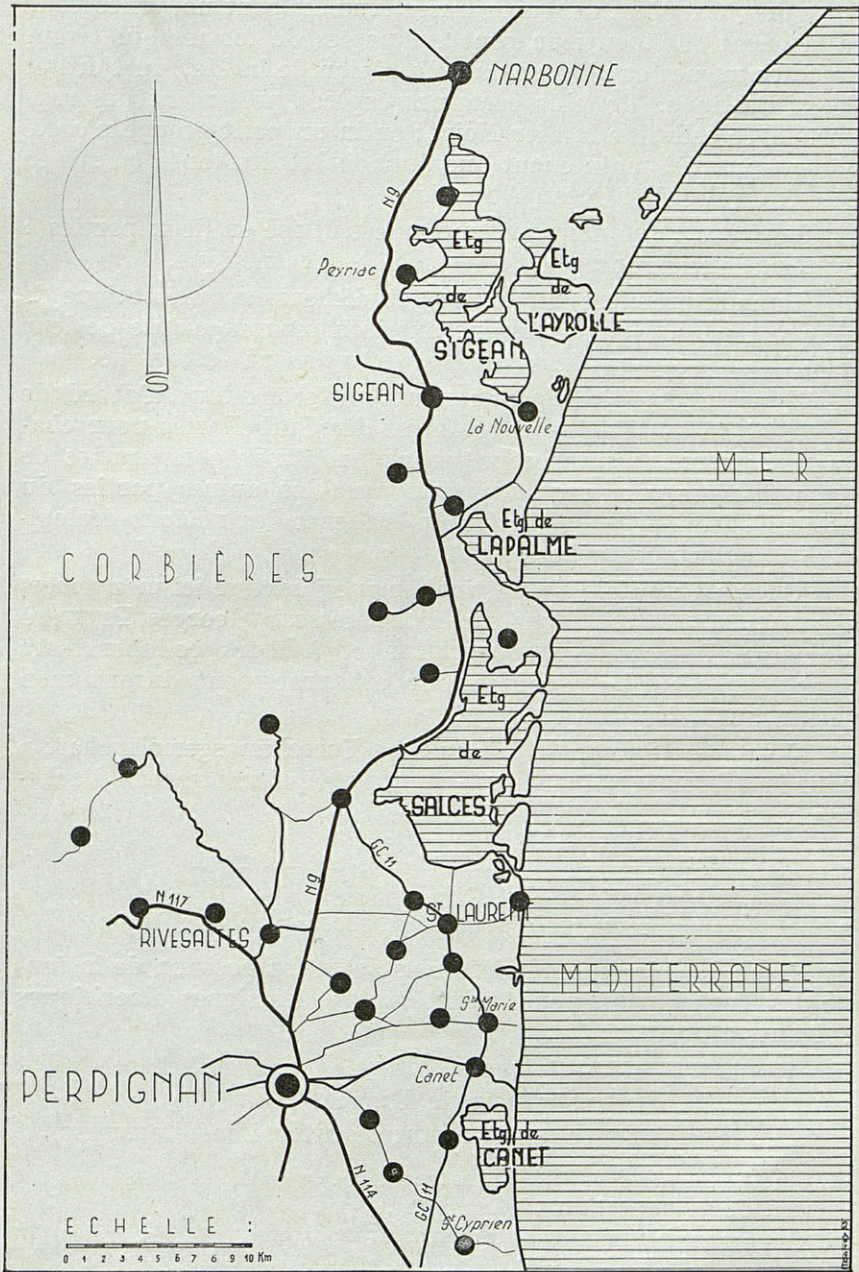 NARBONNE
N9
Etg
de
SIGEAN
Peyriac
Etg
de
L'AYROLLE
S
SIGEAN
La Nouvelle
MER
Etg de
LAPALME
CORBIÈRES
Etg
de
SALCES
GC 11
N9
N 117
RIVESALTES
St LAURENT
MEDITERRANEE
Ste Marie
PERPIGNAN
Canet
Etg de
CANET
N 114
GC 11
St Cyprien
ECHELLE :
0 1 2 3 4 5 6 8 9 10 Km